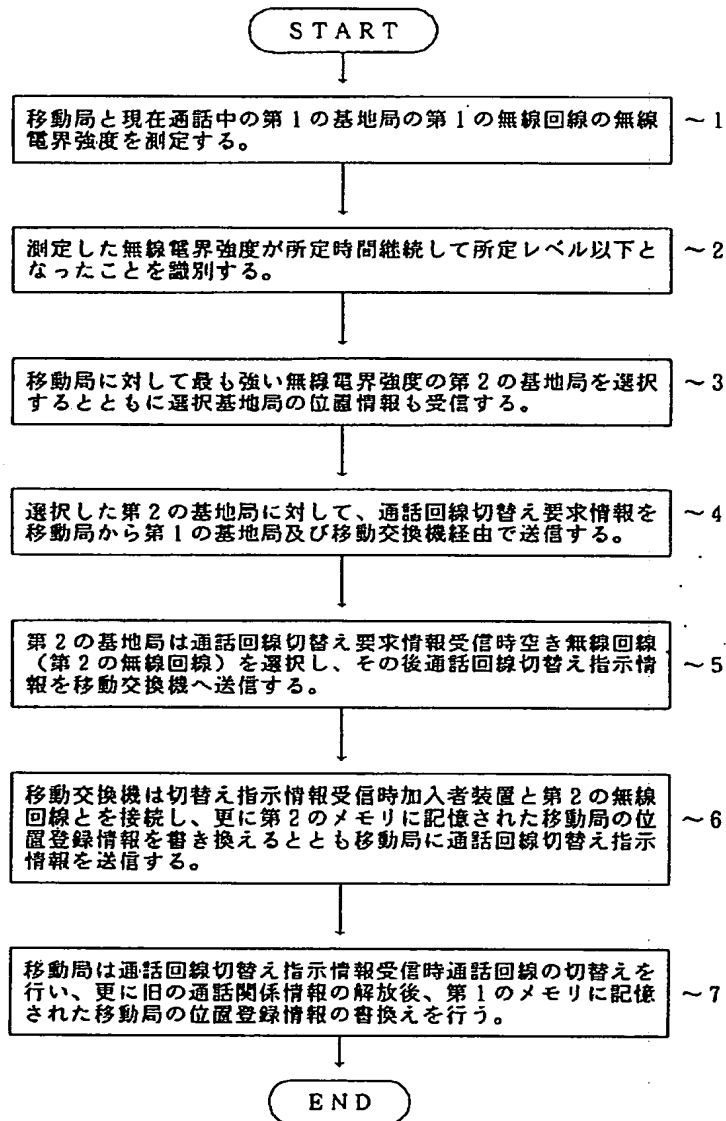 START
移動局と現在通話中の第1の基地局の第1の無線回線の無線
電界強度を測定する。
～1
測定した無線電界強度が所定時間継続して所定レベル以下と
なったことを識別する。
～2
移動局に対して最も強い無線電界強度の第2の基地局を選択
するとともに選択基地局の位置情報も受信する。
～3
選択した第2の基地局に対して、通話回線切替え要求情報を
移動局から第1の基地局及び移動交換機経由で送信する。
～4
第2の基地局は通話回線切替え要求情報受信時空き無線回線
（第2の無線回線）を選択し、その後通話回線切替え指示情
報を移動交換機へ送信する。
～5
移動交換機は切替え指示情報受信時加入者装置と第2の無線
回線とを接続し、更に第2のメモリに記憶された移動局の位
置登録情報を書き換えるととも移動局に通話回線切替え指示
情報を送信する。
～6
移動局は通話回線切替え指示情報受信時通話回線の切替えを
行い、更に旧の通話関係情報の解放後、第1のメモリに記憶
された移動局の位置登録情報の書換えを行う。
～7
END